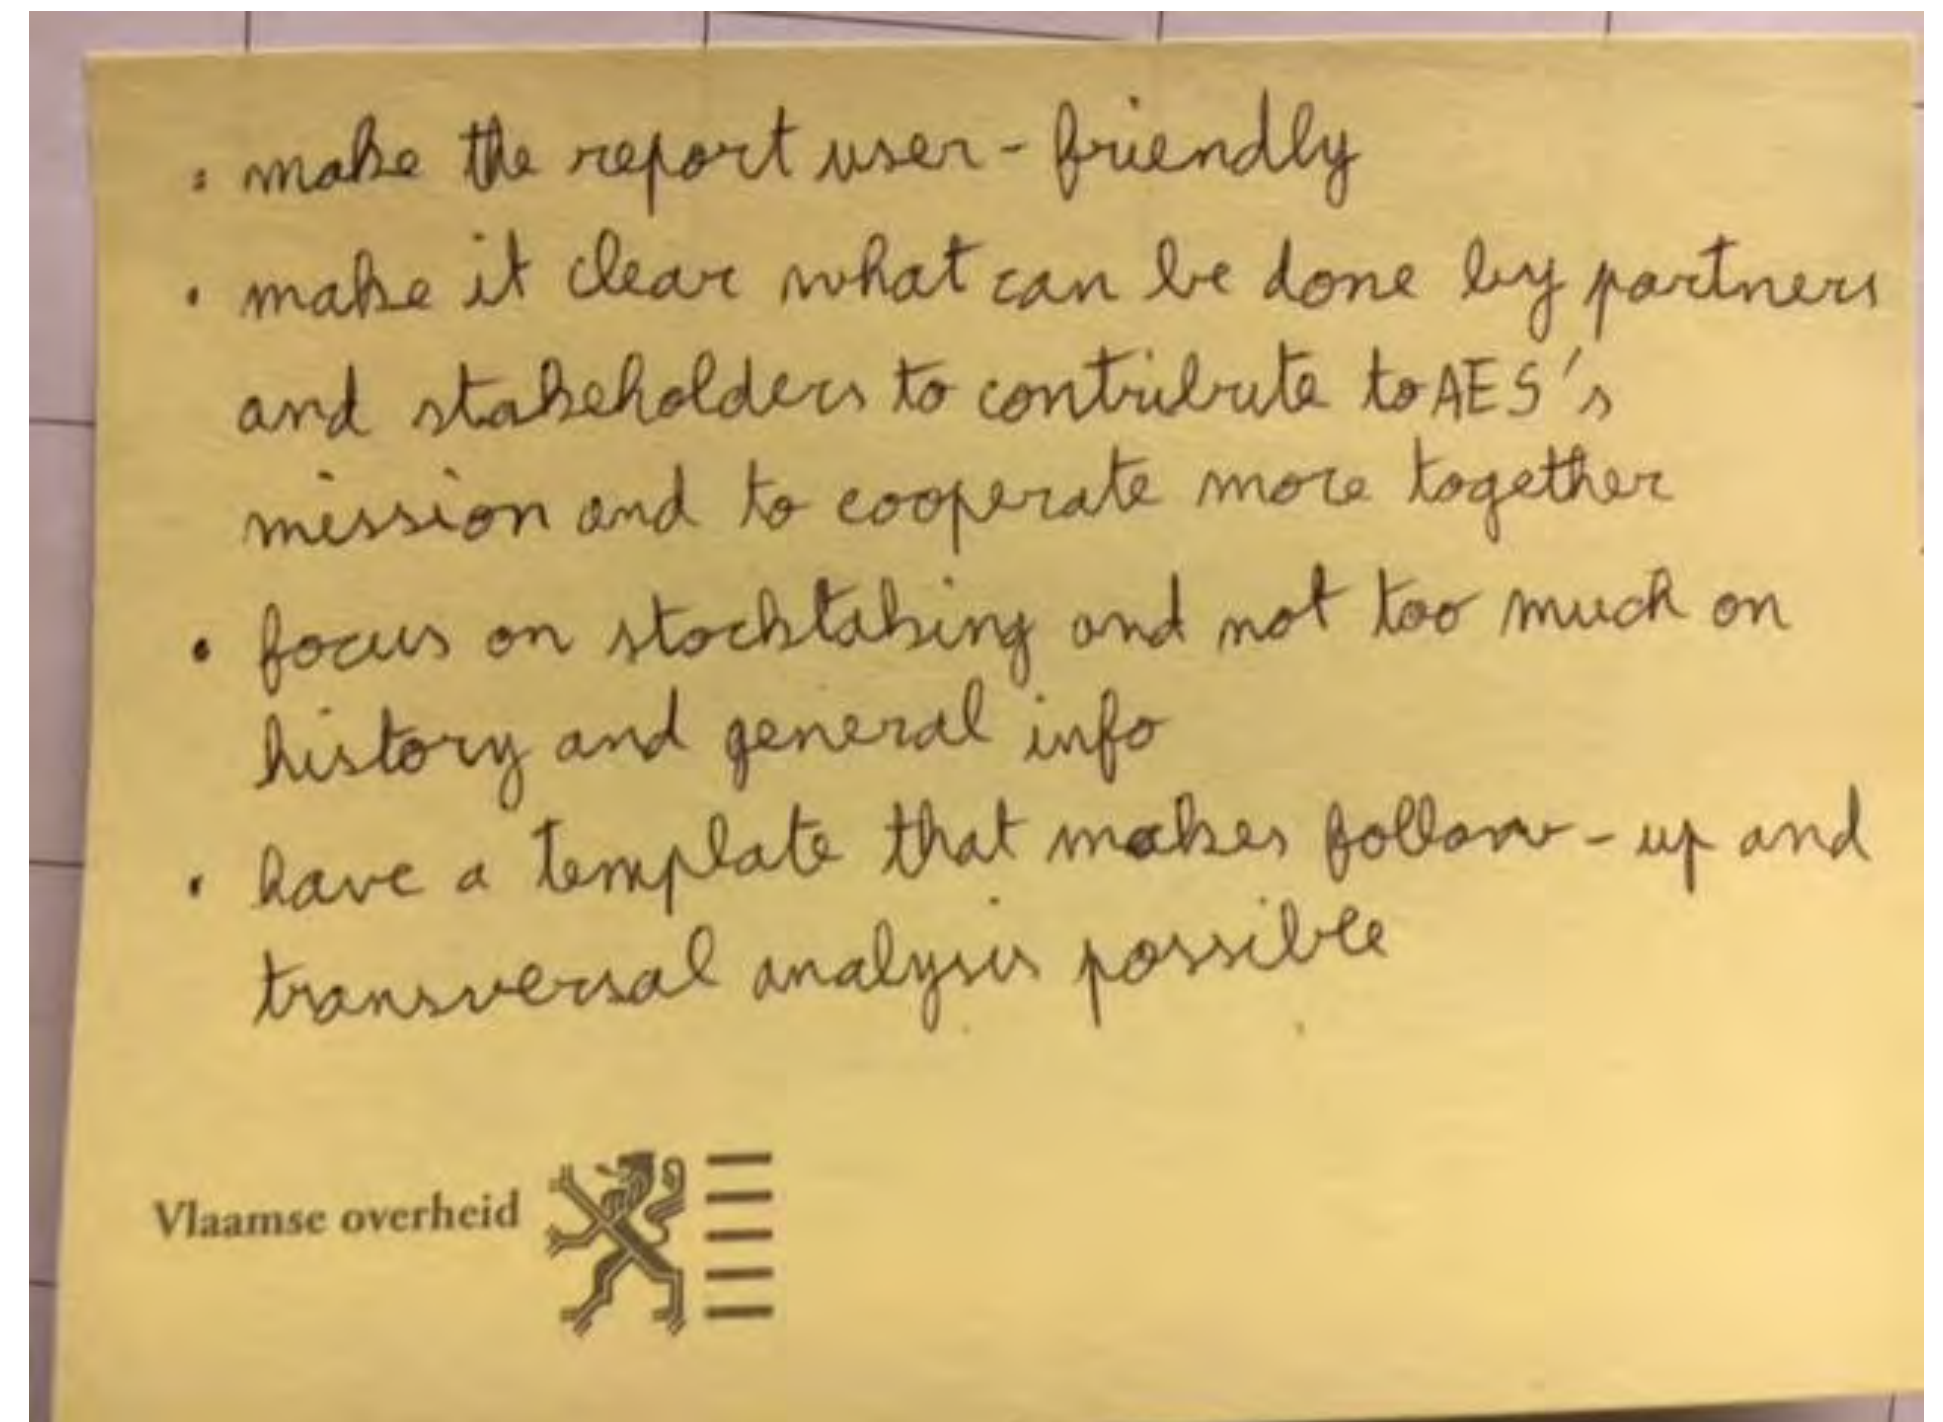 · make the report user-friendly
· make it clear what can be done by partners
and stakeholders to contribute to AES's
mission and to cooperate more together
· focus on stocktaking and not too much on
history and general info
· have a template that makes follow-up and
transversal analysis possible
Vlaamse overheid